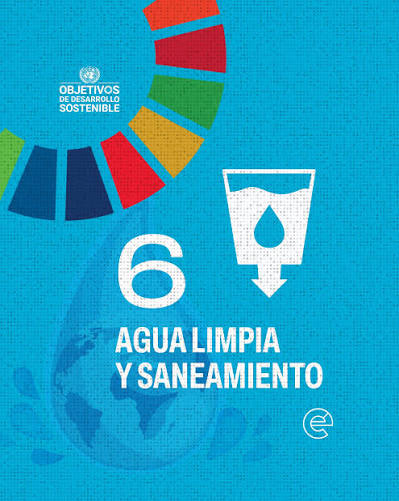 OBJETIVOS
DE DESARROLLO
SOSTENIBLE
6
AGUA LIMPIA
Y SANEAMIENTO
e